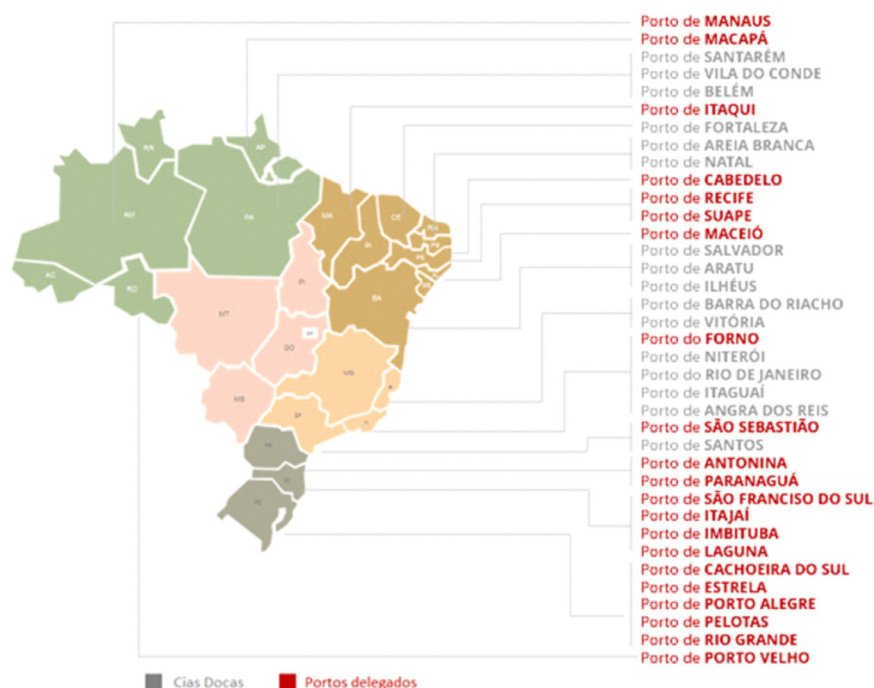 Porto de MANAUS
Porto de MACAPÁ
Porto de SANTARÉM
Porto de VILA DO CONDE
Porto de BELÉM
Porto de ITAQUI
Porto de FORTALEZA
Porto de AREIA BRANCA
Porto de NATAL
Porto de CABEDELO
Porto de RECIFE
Porto de SUAPE
Porto de MACEIÓ
Porto de SALVADOR
Porto de ARATU
Porto de ILHÉUS
Porto de BARRA DO RIACHO
Porto de VITÓRIA
Porto do FORNO
Porto de NITERÓI
Porto do RIO DE JANEIRO
Porto de ITAGUAÍ
Porto de ANGRA DOS REIS
Porto de SÃO SEBASTIÃO
Porto de SANTOS
Porto de ANTONINA
Porto de PARANAGUÁ
Porto de SÃO FRANCISO DO SUL
Porto de ITAJAÍ
Porto de IMBITUBA
Porto de LAGUNA
Porto de CACHOEIRA DO SUL
Porto de ESTRELA
Porto de PORTO ALEGRE
Porto de PELOTAS
Porto de RIO GRANDE
Porto de PORTO VELHO
RR
AP
AM
PA
MA
CE
RN
PI
PB
PE
AC
RO
BA
MT
GO
MG
SP
Cias Docas
Portos delegados